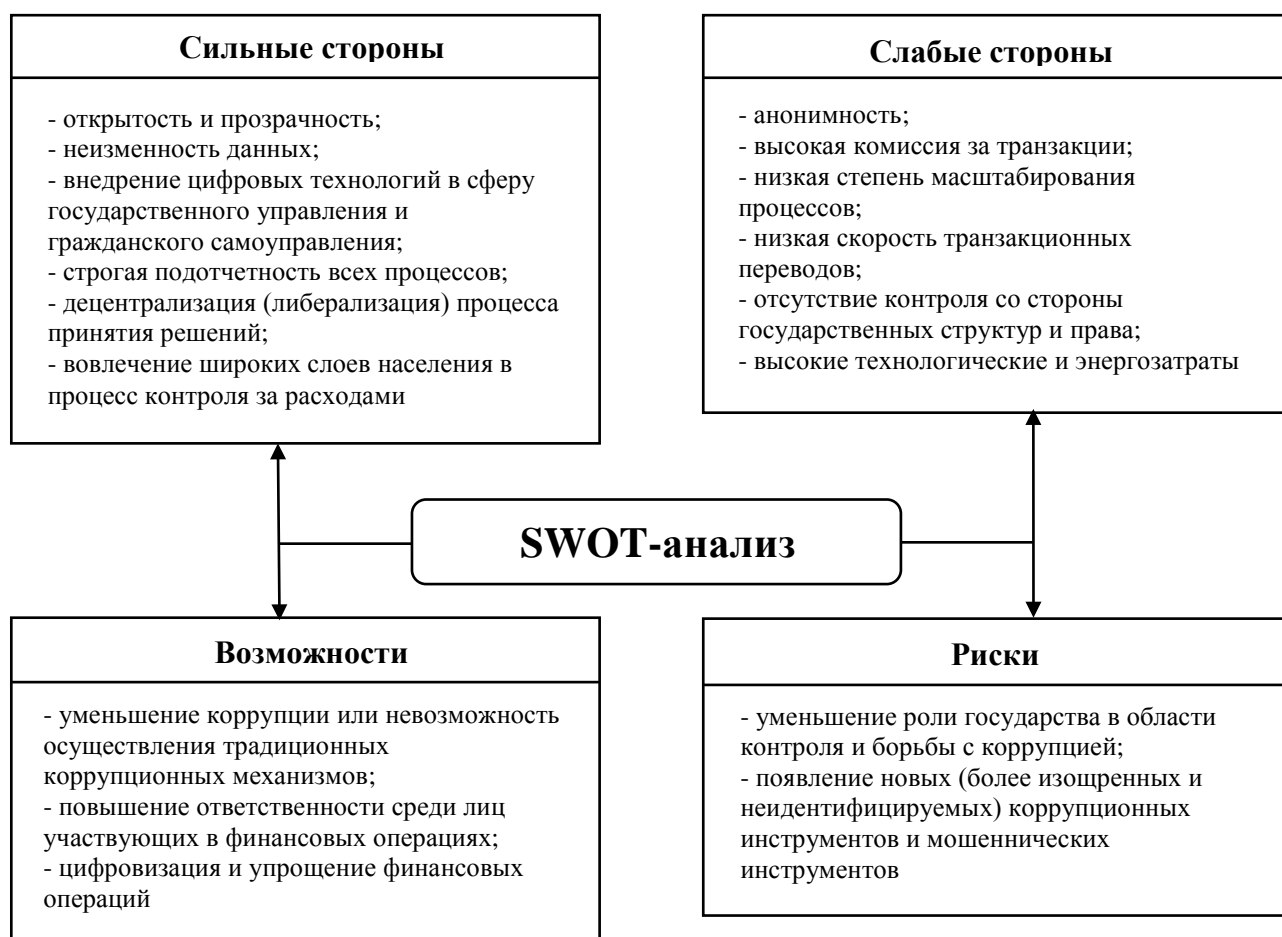 Сильные стороны
- открытость и прозрачность;
- неизменность данных;
- внедрение цифровых технологий в сферу
государственного управления и
гражданского самоуправления;
- строгая подотчетность всех процессов;
- децентрализация (либерализация) процесса
принятия решений;
- вовлечение широких слоев населения в
процесс контроля за расходами
Слабые стороны
- анонимность;
- высокая комиссия за транзакции;
- низкая степень масштабирования
процессов;
- низкая скорость транзакционных
переводов;
- отсутствие контроля со стороны
государственных структур и права;
- высокие технологические и энергозатраты
SWOT-анализ
Возможности
- уменьшение коррупции или невозможность
осуществления традиционных
коррупционных механизмов;
- повышение ответственности среди лиц
участвующих в финансовых операциях;
- цифровизация и упрощение финансовых
операций
Риски
- уменьшение роли государства в области
контроля и борьбы с коррупцией;
- появление новых (более изощренных и
неидентифицируемых) коррупционных
инструментов и мошеннических
инструментов